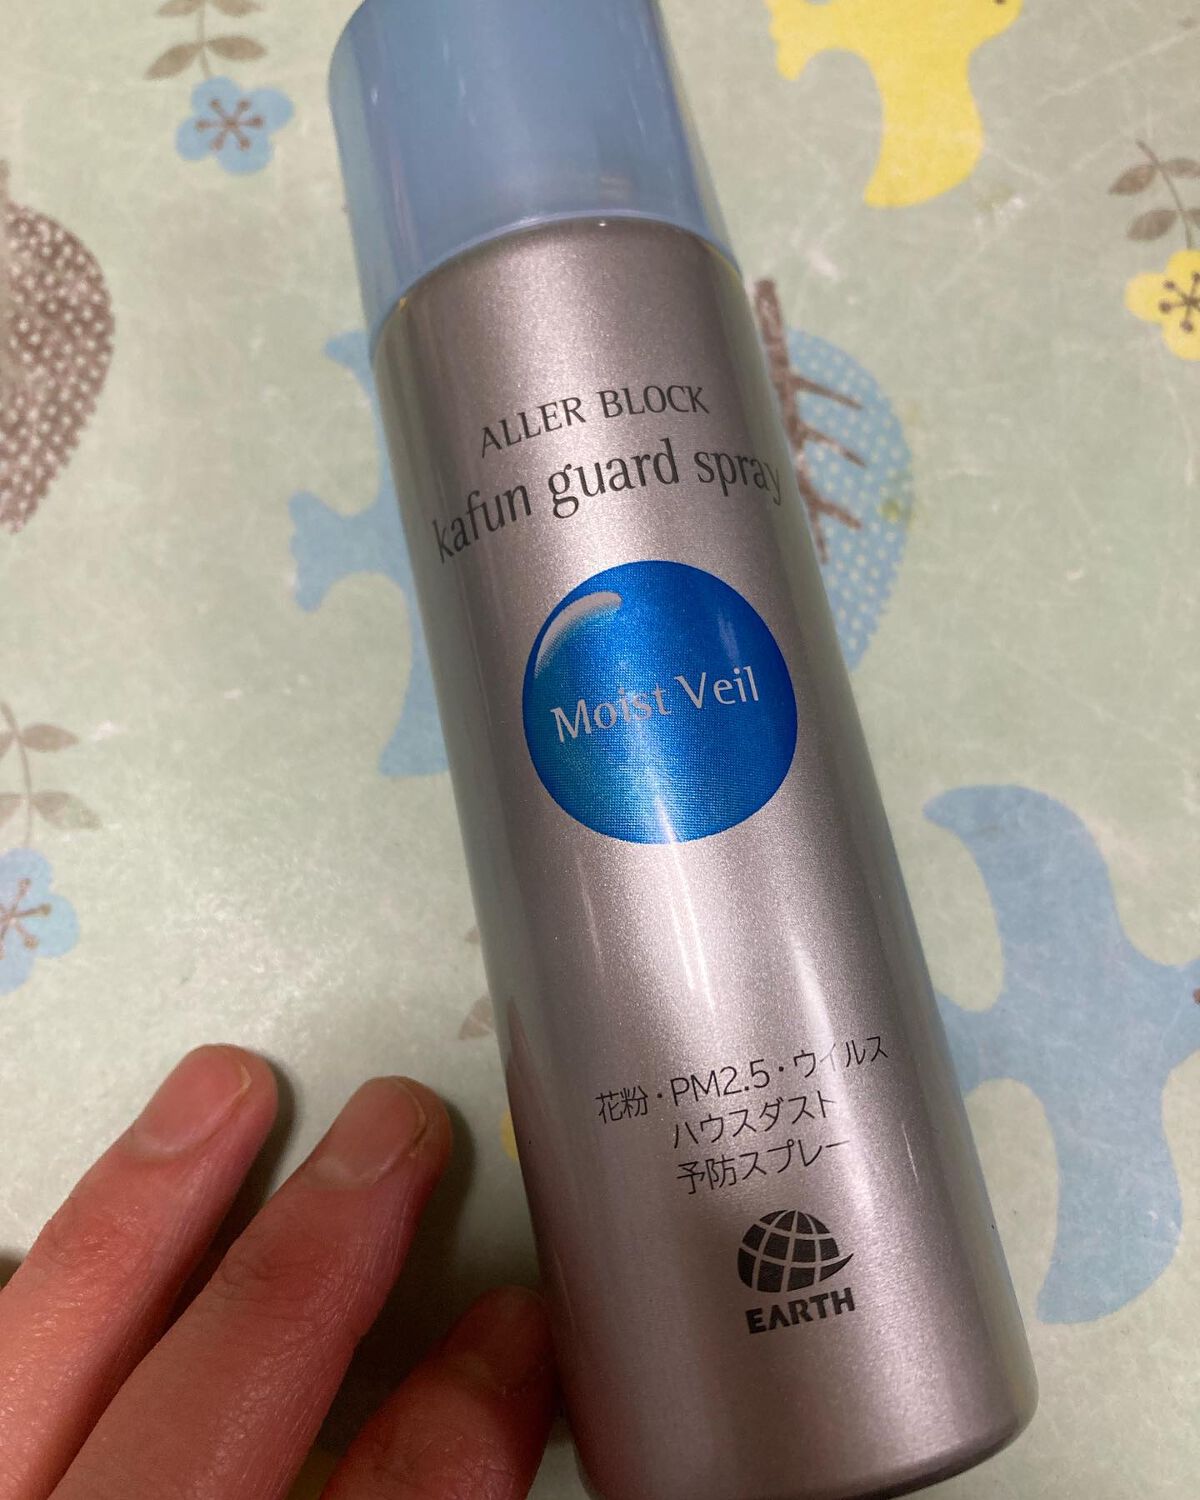 ALLER BLOCK
kafun guard spray
Moist Veil
花粉・PM2.5・ウイルス
ハウスダスト
予防スプレー
EARTH